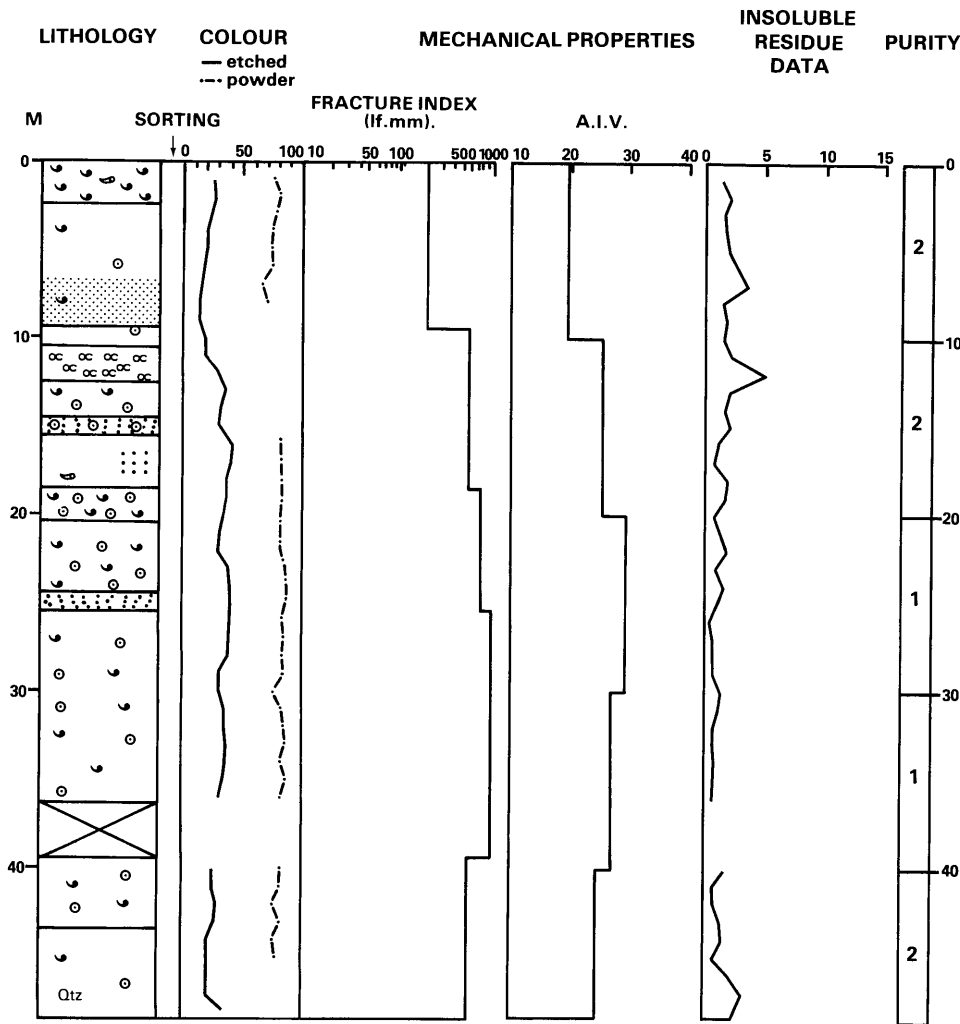 LITHOLOGY
COLOUR
etched
powder
MECHANICAL PROPERTIES
INSOLUBLE
RESIDUE
DATA
PURITY
M
SORTING
FRACTURE INDEX
(If.mm).
A.I.V.
0 50 100
10 50 100 500 1000
10 20 30 40
0 5 10 15
0
0
2
10
10
2
20
20
1
30
30
1
40
40
2
Qtz